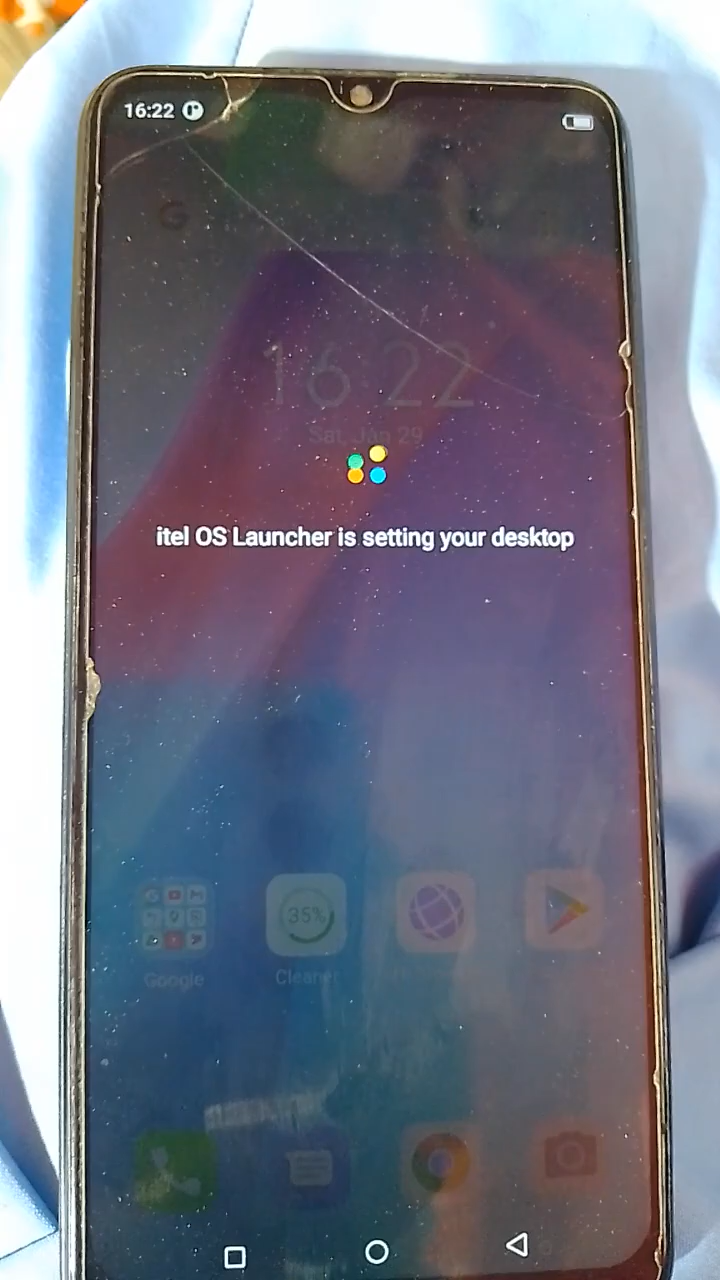 16:22
16 22
Sat, Jan 29
itel OS Launcher is setting your desktop
35%
Google
Cleaner